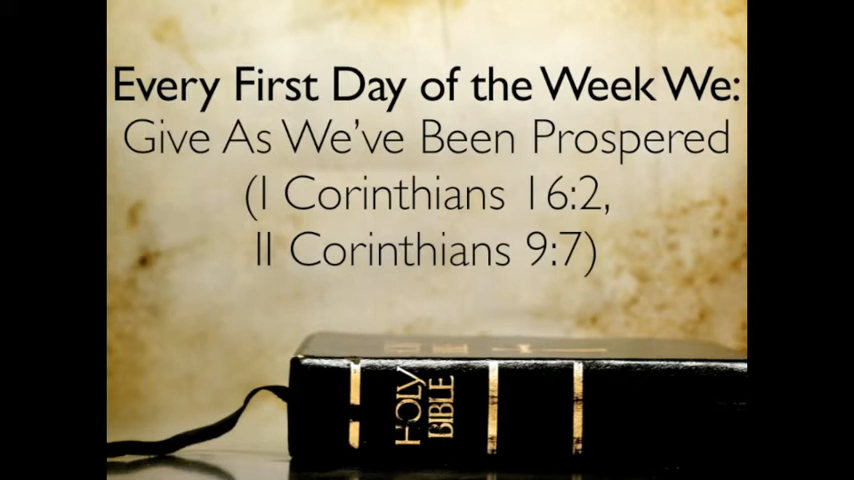 Every First Day of the Week We:
Give As We've Been Prospered
(I Corinthians 16:2,
II Corinthians 9:7)
HOLY
BIBLE